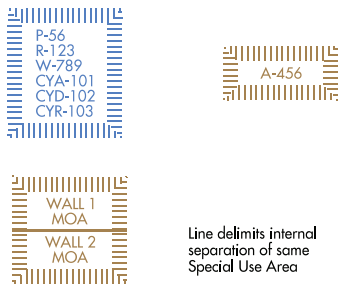 P-56
R-123
W-789
CYA-101
CYD-102
CYR-103
A-456
WALL 1
MOA
WALL 2
MOA
Line delimits internal
separation of same
Special Use Area